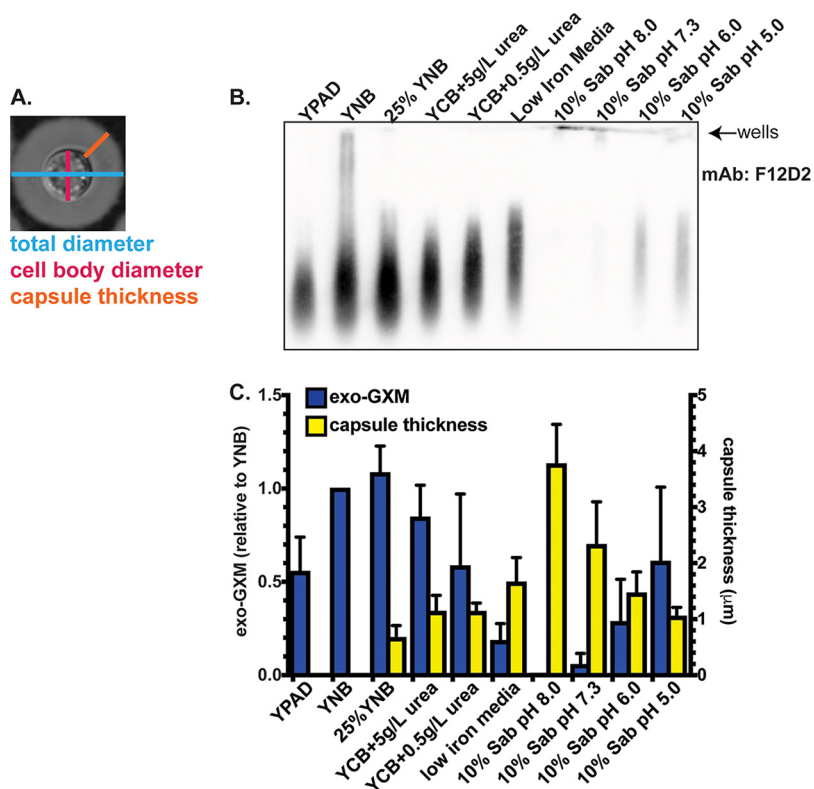 A.
total diameter
cell body diameter
capsule thickness
B.
YPAD
YNB
25% YNB
YCB+5g/L urea
YCB+0.5g/L urea
Low Iron Media
10% Sab pH 8.0
10% Sab pH 7.3
10% Sab pH 6.0
10% Sab pH 5.0
wells
mAb: F12D2
C.
exo-GXM
capsule thickness
exo-GXM (relative to YNB)
1.5
1.0
0.5
0.0
capsule thickness (μm)
5
4
3
2
1
0
YPAD
YNB
25%YNB
YCB+5g/L urea
YCB+0.5g/L urea
low iron media
10% Sab pH 8.0
10% Sab pH 7.3
10% Sab pH 6.0
10% Sab pH 5.0